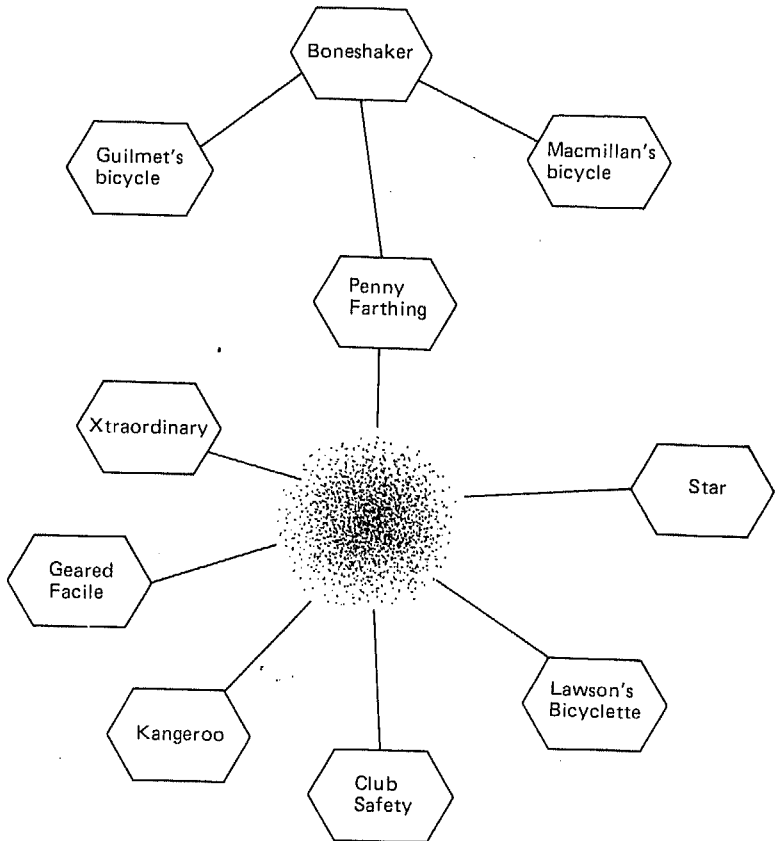 Boneshaker
Guilmet's
bicycle
Macmillan's
bicycle
Penny
Farthing
Xtraordinary
Star
Geared
Facile
Lawson's
Bicyclette
Kangeroo
Club
Safety